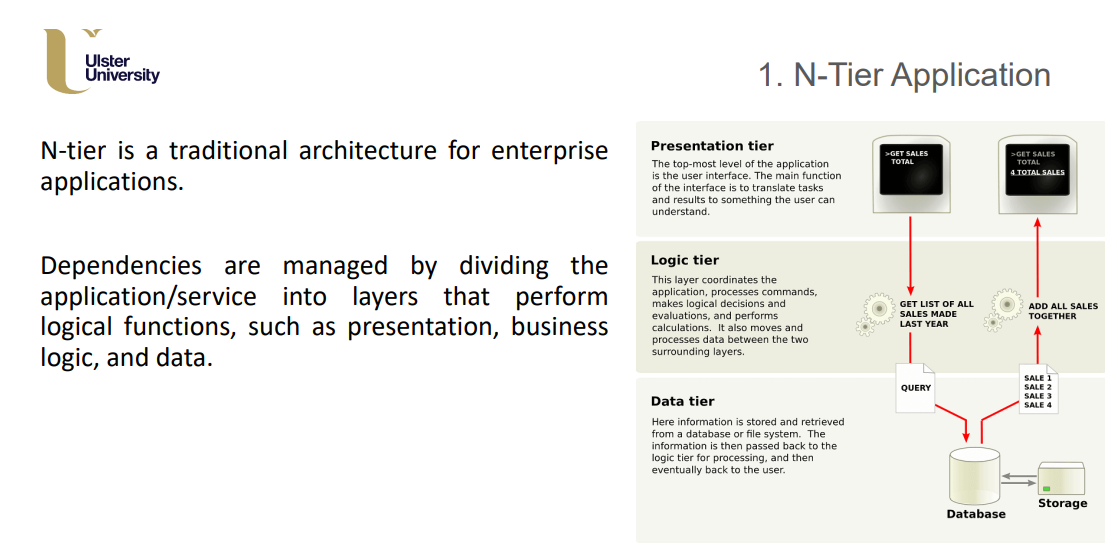 Ulster
University
1. N-Tier Application
N-tier is a traditional architecture for enterprise
applications.
Dependencies are managed by dividing the
application/service into layers that perform
logical functions, such as presentation, business
logic, and data.
Presentation tier
The top-most level of the application
is the user interface. The main function
of the interface is to translate tasks
and results to something the user can
understand.
>GET SALES
TOTAL
>GET SALES
TOTAL
4 TOTAL SALES
Logic tier
This layer coordinates the
application, processes commands,
makes logical decisions and
evaluations, and performs
calculations. It also moves and
processes data between the two
surrounding layers.
GET LIST OF ALL
SALES MADE
LAST YEAR
ADD ALL SALES
TOGETHER
QUERY
SALE 1
SALE 2
SALE 3
SALE 4
Data tier
Here information is stored and retrieved
from a database or file system. The
information is then passed back to the
logic tier for processing, and then
eventually back to the user.
Database
Storage